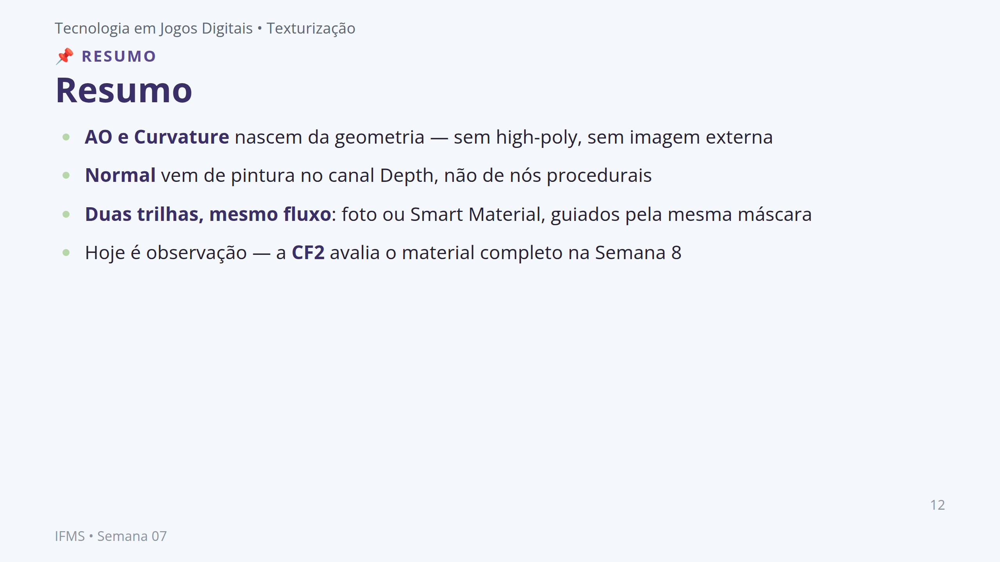 Tecnologia em Jogos Digitais • Texturização
📌 RESUMO
Resumo
• AO e Curvature nascem da geometria — sem high-poly, sem imagem externa
• Normal vem de pintura no canal Depth, não de nós procedurais
• Duas trilhas, mesmo fluxo: foto ou Smart Material, guiados pela mesma máscara
• Hoje é observação — a CF2 avalia o material completo na Semana 8
12
IFMS • Semana 07